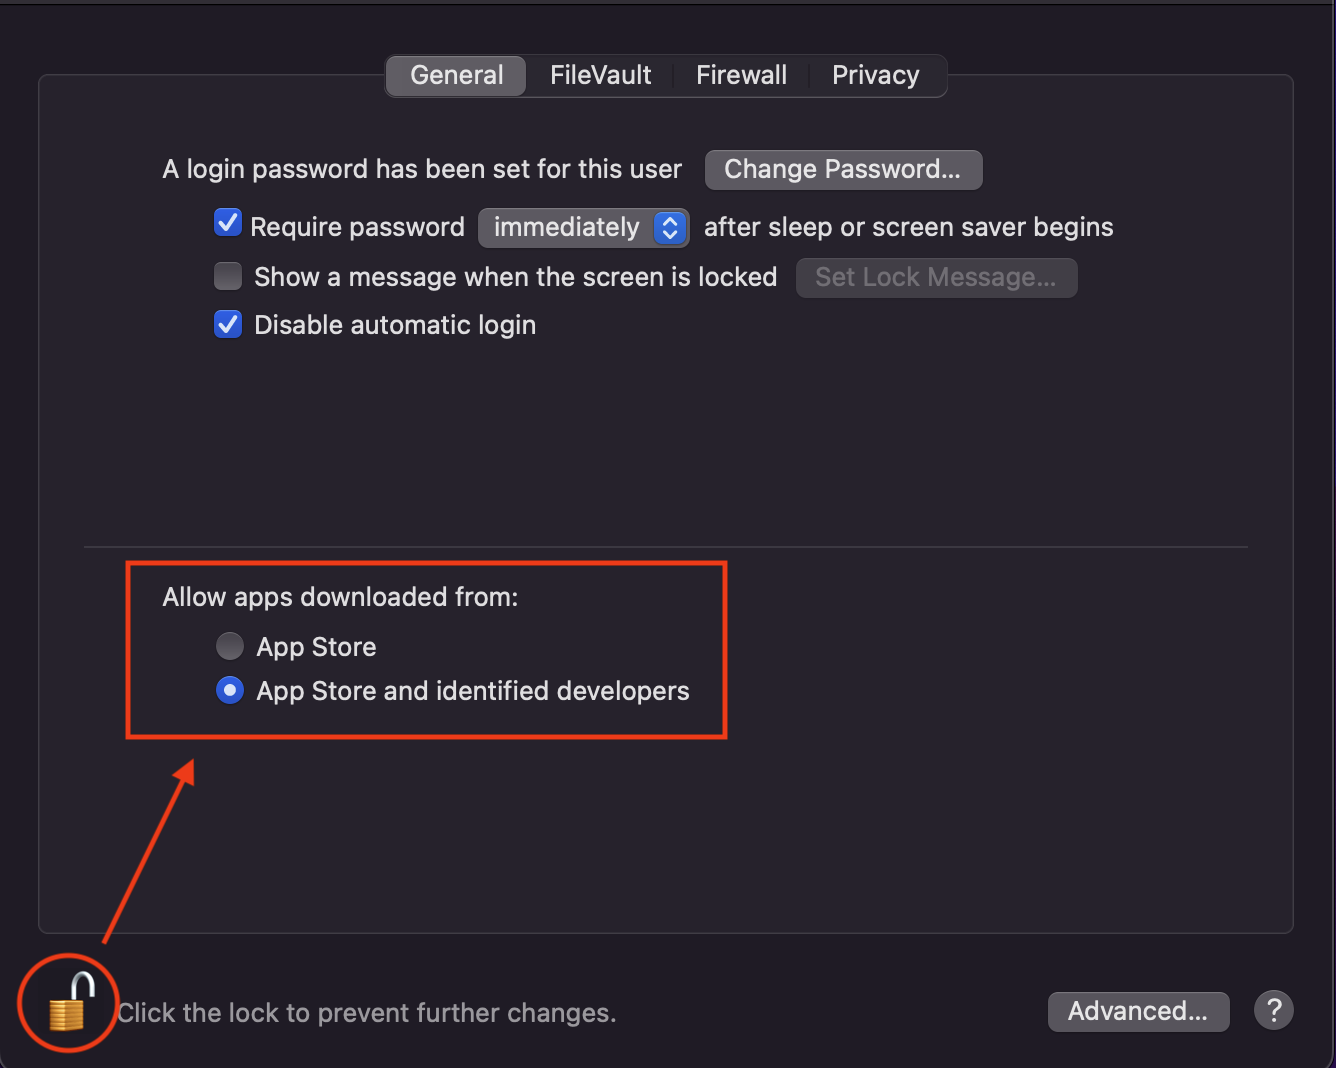 General FileVault Firewall Privacy
A login password has been set for this user Change Password...
Require password immediately after sleep or screen saver begins
Show a message when the screen is locked Set Lock Message...
Disable automatic login
Allow apps downloaded from:
App Store
App Store and identified developers
Click the lock to prevent further changes. Advanced... ?